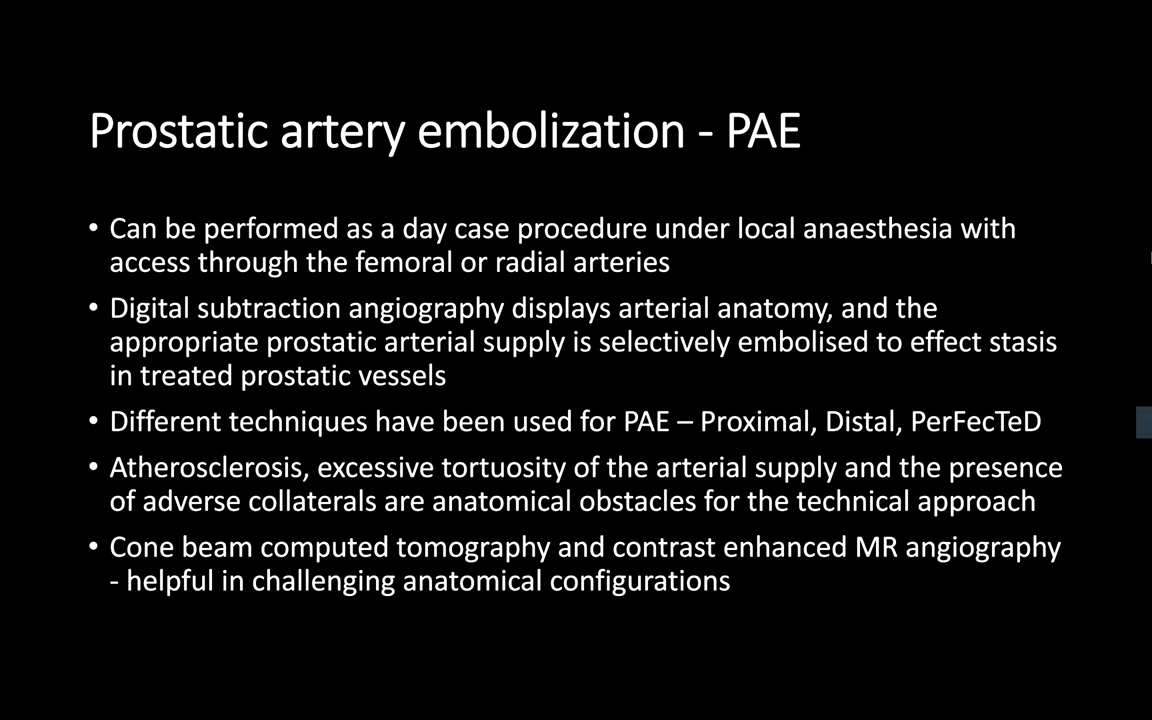 Prostatic artery embolization - PAE
• Can be performed as a day case procedure under local anaesthesia with
access through the femoral or radial arteries
• Digital subtraction angiography displays arterial anatomy, and the
appropriate prostatic arterial supply is selectively embolised to effect stasis
in treated prostatic vessels
• Different techniques have been used for PAE – Proximal, Distal, PerFecTeD
• Atherosclerosis, excessive tortuosity of the arterial supply and the presence
of adverse collaterals are anatomical obstacles for the technical approach
• Cone beam computed tomography and contrast enhanced MR angiography
- helpful in challenging anatomical configurations